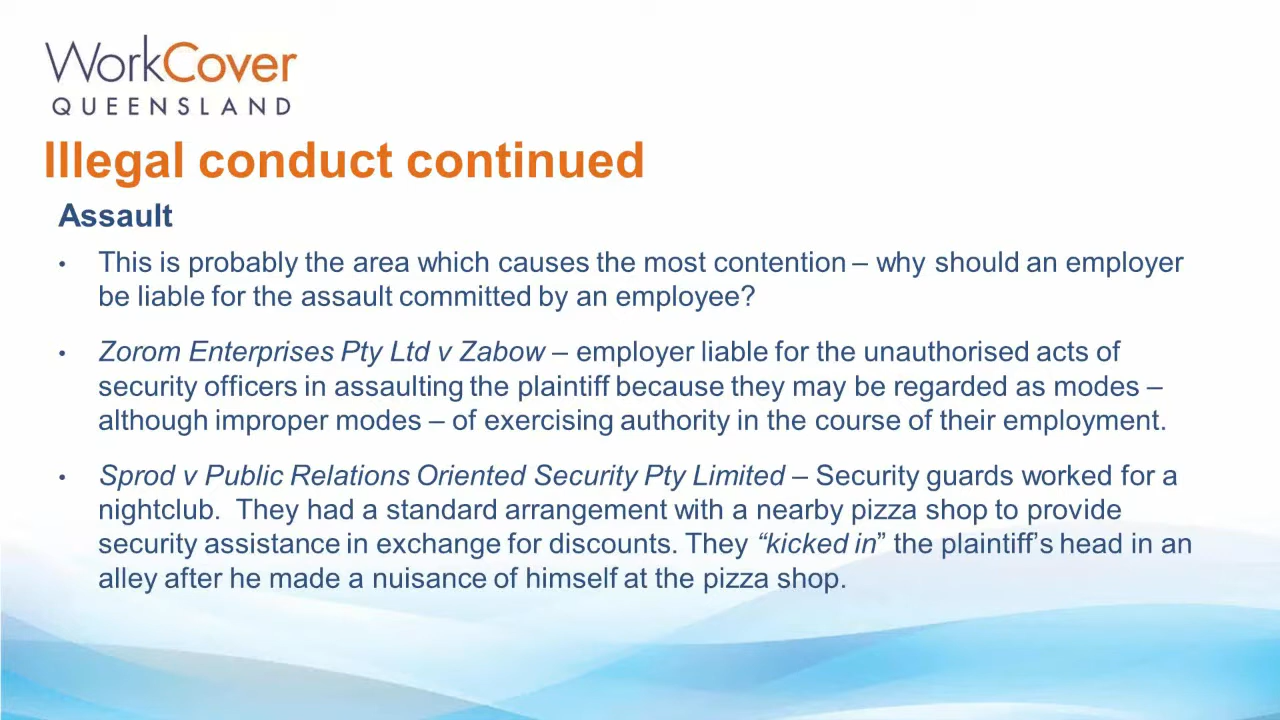 WorkCover
QUEENSLAND
Illegal conduct continued
Assault
• This is probably the area which causes the most contention – why should an employer
be liable for the assault committed by an employee?
• Zorom Enterprises Pty Ltd v Zabow – employer liable for the unauthorised acts of
security officers in assaulting the plaintiff because they may be regarded as modes –
although improper modes – of exercising authority in the course of their employment.
• Sprod v Public Relations Oriented Security Pty Limited – Security guards worked for a
nightclub. They had a standard arrangement with a nearby pizza shop to provide
security assistance in exchange for discounts. They “kicked in” the plaintiff’s head in an
alley after he made a nuisance of himself at the pizza shop.